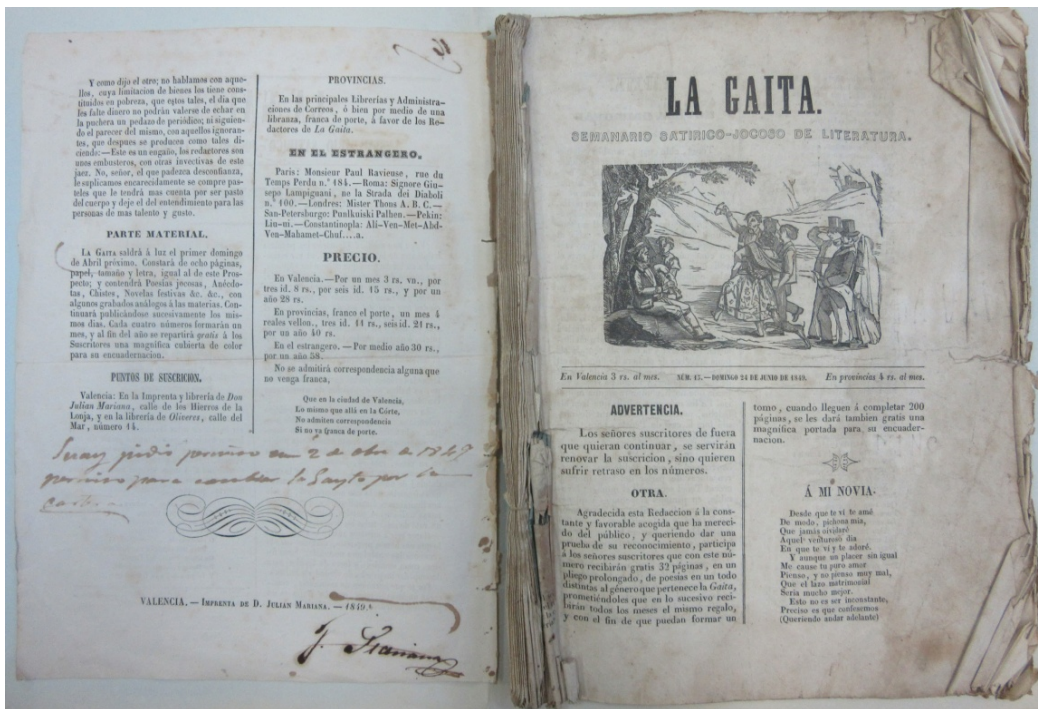 Y como dijo el otro; no hablamos con aque-
llos, cuya limitacion de bienes los tiene cons-
tituidos en pobreza, que estos tales, el dia que
les falte dinero no podrán valerse de echar en
la puchera un pedazo de periódico; ni siguien-
do el parecer del mismo, con aquellos ignoran-
tes, que despues se producen como tales di-
ciendo:—Este es un engaño, los redactores son
unos embusteros, con otras invectivas de este
jaez. No, señor, el que padezca desconfianza,
le suplicamos encarecidamente se compre pas-
teles que le tendrá mas cuenta por ser pasto
del cuerpo y deje el del entendimiento para las
personas de mas talento y gusto.
PARTE MATERIAL.
LA GAITA saldrá á luz el primer domingo
de Abril próximo. Constará de ocho páginas,
papel, tamaño y letra, igual al de este Pros-
pecto; y contendrá Poesías jocosas, Anécdo-
tas, Chistes, Novelas festivas &c. &c., con
algunos grabados análogos á las materias. Con-
tinuará publicándose sucesivamente los mis-
mos dias. Cada cuatro números formarán un
mes, y al fin del año se repartirá gratis á los
Suscritores una magnífica cubierta de color
para su encuadernacion.
PUNTOS DE SUSCRICION.
Valencia: En la Imprenta y librería de Don
Julian Mariana, calle de los Hierros de la
Lonja, y en la librería de Oliveres, calle del
Mar, número 14.
PROVINCIAS.
En las principales Librerías y Administra-
ciones de Correos, ó bien por medio de una
libranza, franca de porte, á favor de los Re-
dactores de La Gaita.
EN EL ESTRANGERO.
Paris: Monsieur Paul Ravieuse, rue du
Temps Perdu n.° 184.—Roma: Signore Giu-
sepo Lampiguani, no la Strada dei Diaboli
n.° 100.—Londres: Mister Thons A. B. C.—
San-Petersburgo: Pualkniski Palhen.—Pekin:
Liu-ui.—Constantinopla: Alí-Ven-Met-Abd-
Ven-Mahamet-Chuf....a.
PRECIO.
En Valencia.—Por un mes 3 rs. vn., por
tres id. 8 rs., por seis id. 15 rs., y por un
año 28 rs.
En provincias, franco el porte, un mes 4
reales vellon., tres id. 11 rs., seis id. 21 rs.,
por un año 40 rs.
En el estrangero.—Por medio año 30 rs.,
por un año 58.
No se admitirá correspondencia alguna que
no venga franca,
Que en la ciudad de Valencia,
Lo mismo que allá en la Córte,
No admiten correspondencia
Si no va franca de porte.
2 de 1849
permiso para cambiar la Gayta por la
VALENCIA.—IMPRENTA DE D. JULIAN MARIANA.—1849.
J. Mariana
LA GAITA.
SEMANARIO SATIRICO-JOCOSO DE LITERATURA.
En Valencia 3 rs. al mes. NÚM. 13.—DOMINGO 24 DE JUNIO DE 1849. En provincias 4 rs. al mes.
ADVERTENCIA.
Los señores suscritores de fuera
que quieran continuar, se servirán
renovar la suscricion, sino quieren
sufrir retraso en los números.
OTRA.
Agradecida esta Redaccion á la cons-
tante y favorable acogida que ha mereci-
do del público, y queriendo dar una
prueba de su reconocimiento, participa
á los señores suscritores que con este nú-
mero recibirán gratis 32 páginas, en un
pliego prolongado, de poesias en un todo
distintas al género que pertenece la Gaita,
prometiéndoles que en lo sucesivo reci-
birán todos los meses el mismo regalo,
y con el fin de que puedan formar un
tomo, cuando lleguen á completar 200
páginas, se les dará tambien gratis una
magnífica portada para su encuader-
nacion.
Á MI NOVIA.
Desde que te ví te amé
De modo, pichona mia,
Que jamás olvidaré
Aquel venturoso dia
En que te ví y te adoré.
Y aunque un placer sin igual
Me cause tu puro amor
Pienso, y no pienso muy mal,
Que el lazo matrimonial
Seria mucho mejor.
Esto no es ser inconstante,
Preciso es que confesemos
(Queriendo andar adelante)